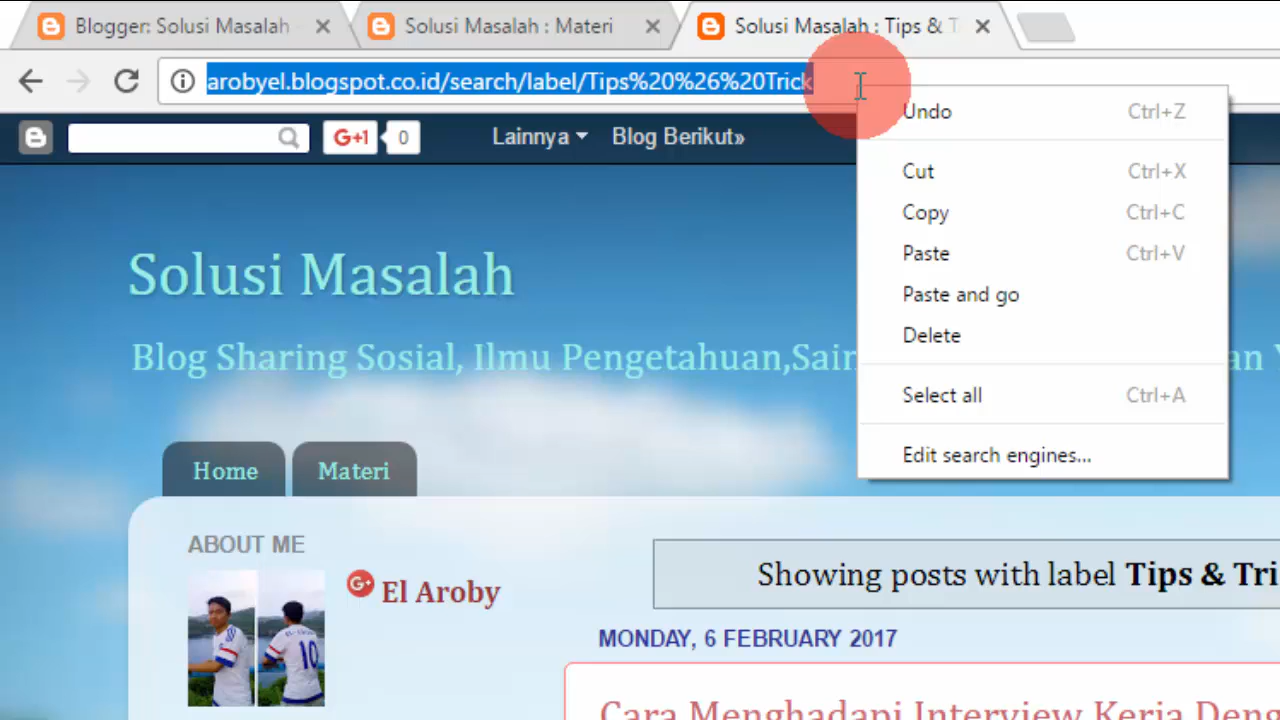 Blogger: Solusi Masalah
Solusi Masalah : Materi
Solusi Masalah : Tips & T
arobyel.blogspot.co.id/search/label/Tips%20%26%20Trick
Undo Ctrl+Z
G+1 0 Lainnya Blog Berikut»
Cut Ctrl+X
Copy Ctrl+C
Paste Ctrl+V
Paste and go
Delete
Select all Ctrl+A
Edit search engines...
Solusi Masalah
Blog Sharing Sosial, Ilmu Pengetahuan,Sain an Y
Home Materi
ABOUT ME
G+ El Aroby
10
Showing posts with label Tips & Tri
MONDAY, 6 FEBRUARY 2017
Cara Menghadapi Interview Kerja Deng